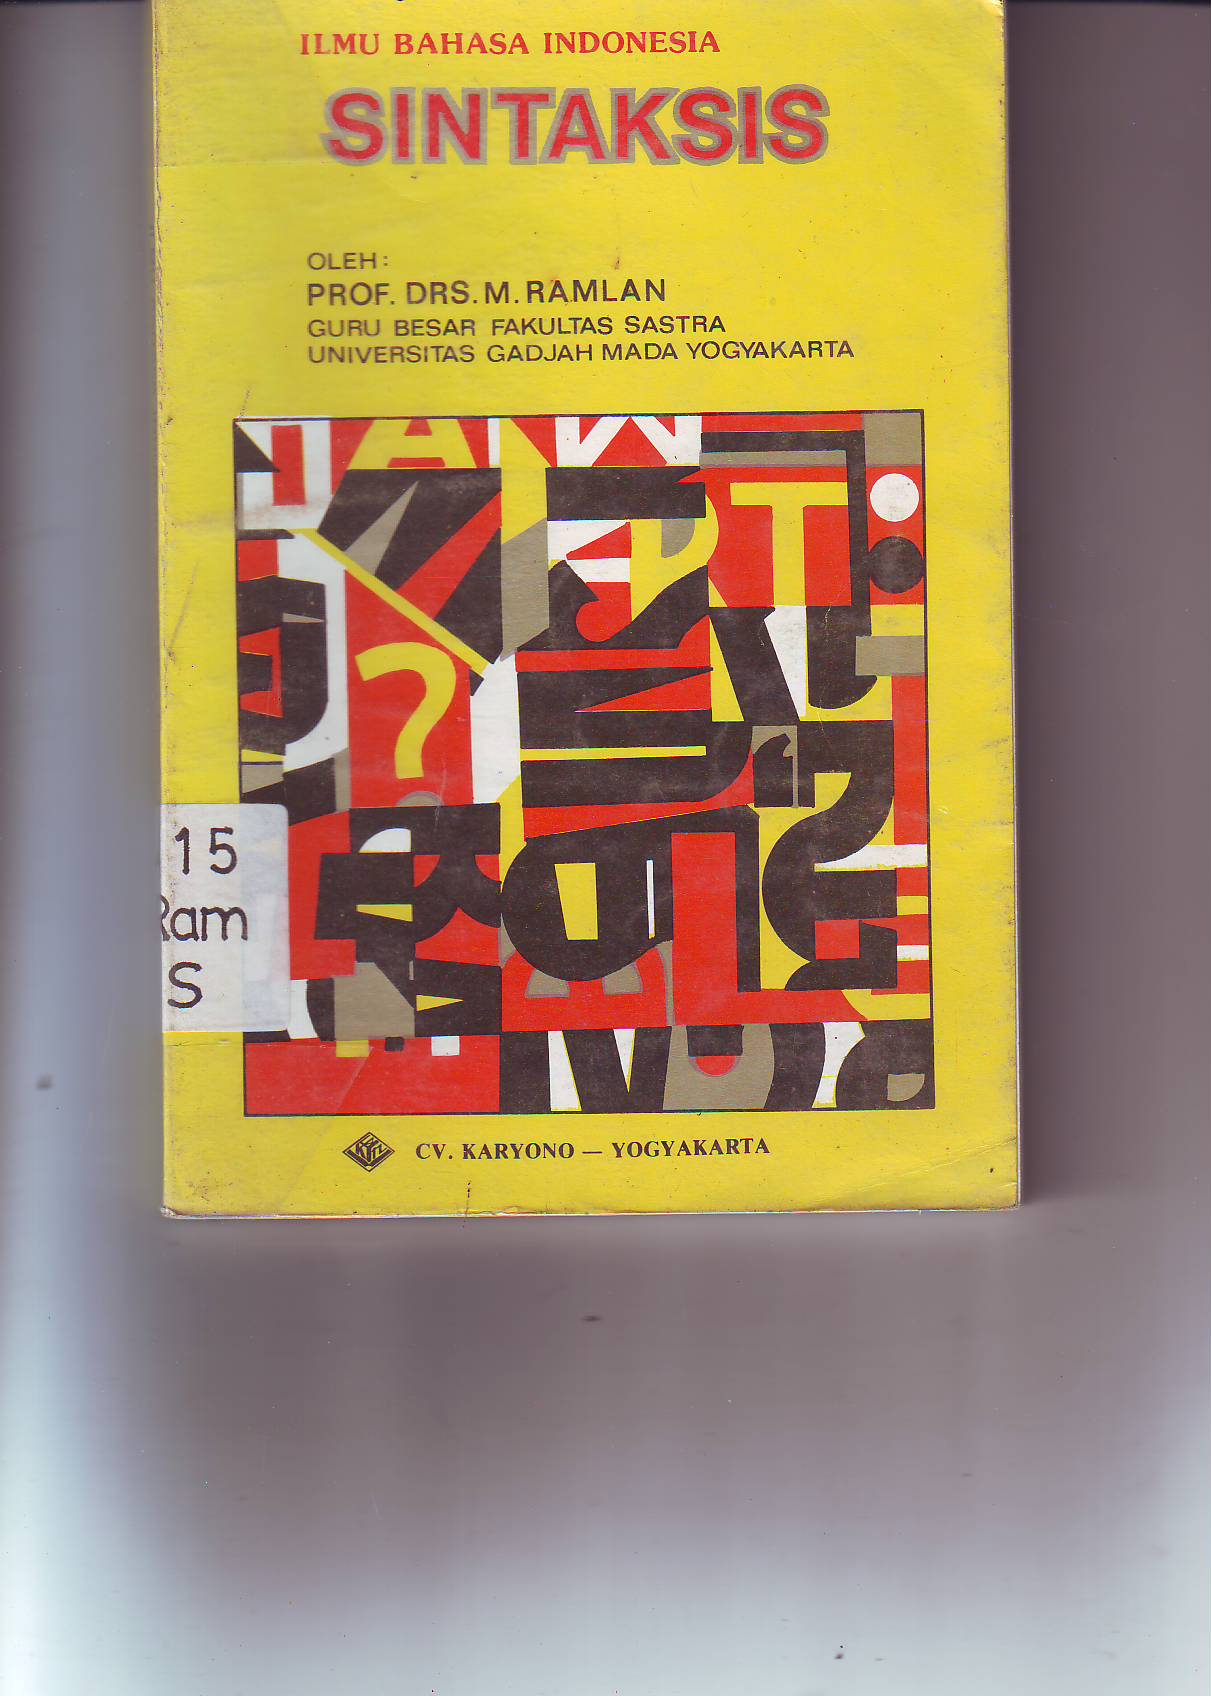 ILMU BAHASA INDONESIA
SINTAKSIS
OLEH :
PROF. DRS. M. RAMLAN
GURU BESAR FAKULTAS SASTRA
UNIVERSITAS GADJAH MADA YOGYAKARTA
15
Ram
S
CV. KARYONO — YOGYAKARTA